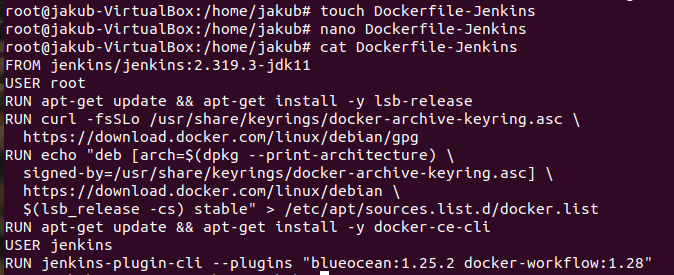 root@jakub-VirtualBox:/home/jakub# touch Dockerfile-Jenkins
root@jakub-VirtualBox:/home/jakub# nano Dockerfile-Jenkins
root@jakub-VirtualBox:/home/jakub# cat Dockerfile-Jenkins
FROM jenkins/jenkins:2.319.3-jdk11
USER root
RUN apt-get update && apt-get install -y lsb-release
RUN curl -fsSLo /usr/share/keyrings/docker-archive-keyring.asc \
  https://download.docker.com/linux/debian/gpg
RUN echo "deb [arch=$(dpkg --print-architecture) \
  signed-by=/usr/share/keyrings/docker-archive-keyring.asc] \
  https://download.docker.com/linux/debian \
  $(lsb_release -cs) stable" > /etc/apt/sources.list.d/docker.list
RUN apt-get update && apt-get install -y docker-ce-cli
USER jenkins
RUN jenkins-plugin-cli --plugins "blueocean:1.25.2 docker-workflow:1.28"